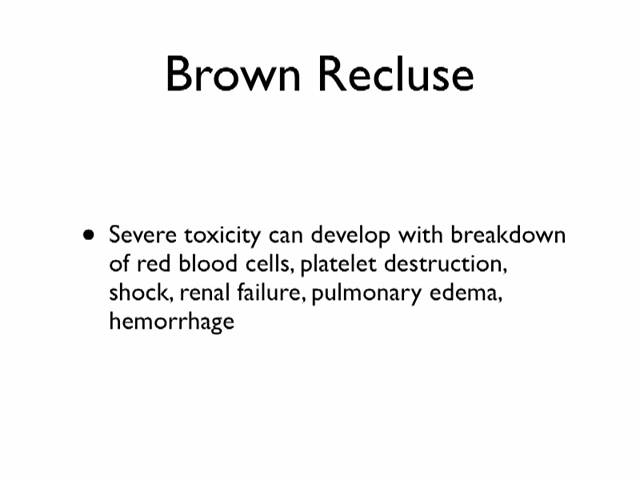 Brown Recluse
• Severe toxicity can develop with breakdown
of red blood cells, platelet destruction,
shock, renal failure, pulmonary edema,
hemorrhage